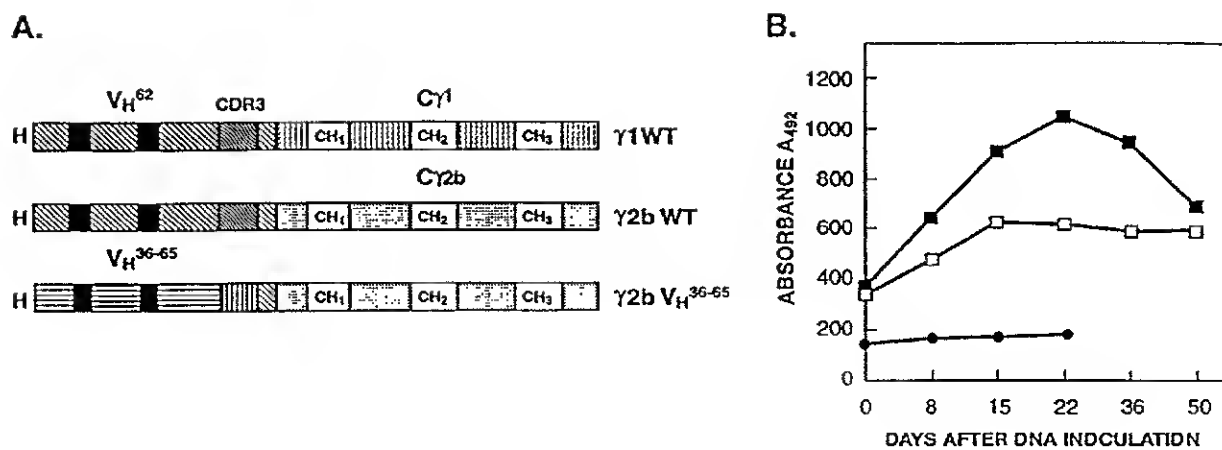 A.
V_H^62 CDR3 Cγ1
H CH₁ CH₂ CH₃ γ1WT
Cγ2b
H CH₁ CH₂ CH₃ γ2b WT
V_H^36-65
H CH₁ CH₂ CH₃ γ2b V_H^36-65
B.
ABSORBANCE A₄₉₂
1200
1000
800
600
400
200
0
0 8 15 22 36 50
DAYS AFTER DNA INOCULATION